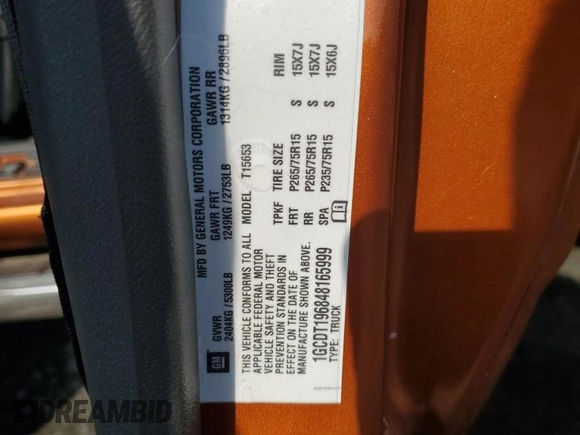 MFD BY GENERAL MOTORS CORPORATION
GVWR GAWR FRT GAWR RR
2404KG / 5300LB 1249KG / 2753LB 1314KG / 2896LB
GM
THIS VEHICLE CONFORMS TO ALL
APPLICABLE FEDERAL MOTOR
VEHICLE SAFETY AND THEFT
PREVENTION STANDARDS IN
EFFECT ON THE DATE OF
MANUFACTURE SHOWN ABOVE.
1GCDT196848165999
TYPE: TRUCK
MODEL T15653
TPKF TIRE SIZE RIM
FRT P265/75R15 S 15X7J
RR P265/75R15 S 15X7J
SPA P235/75R15 S 15X6J
DREAMBID